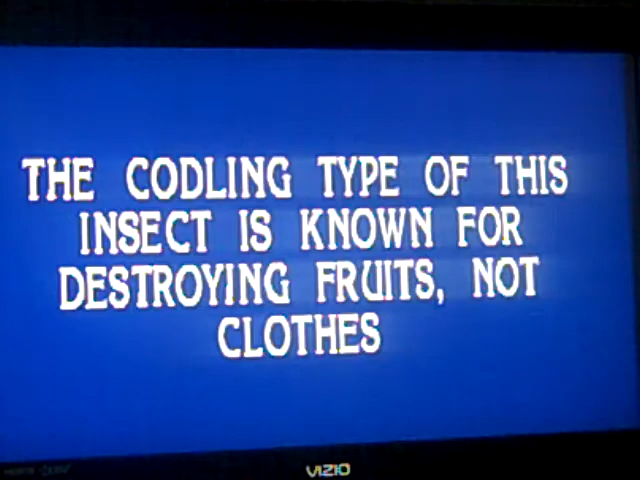 THE CODLING TYPE OF THIS
INSECT IS KNOWN FOR
DESTROYING FRUITS, NOT
CLOTHES
VIZIO